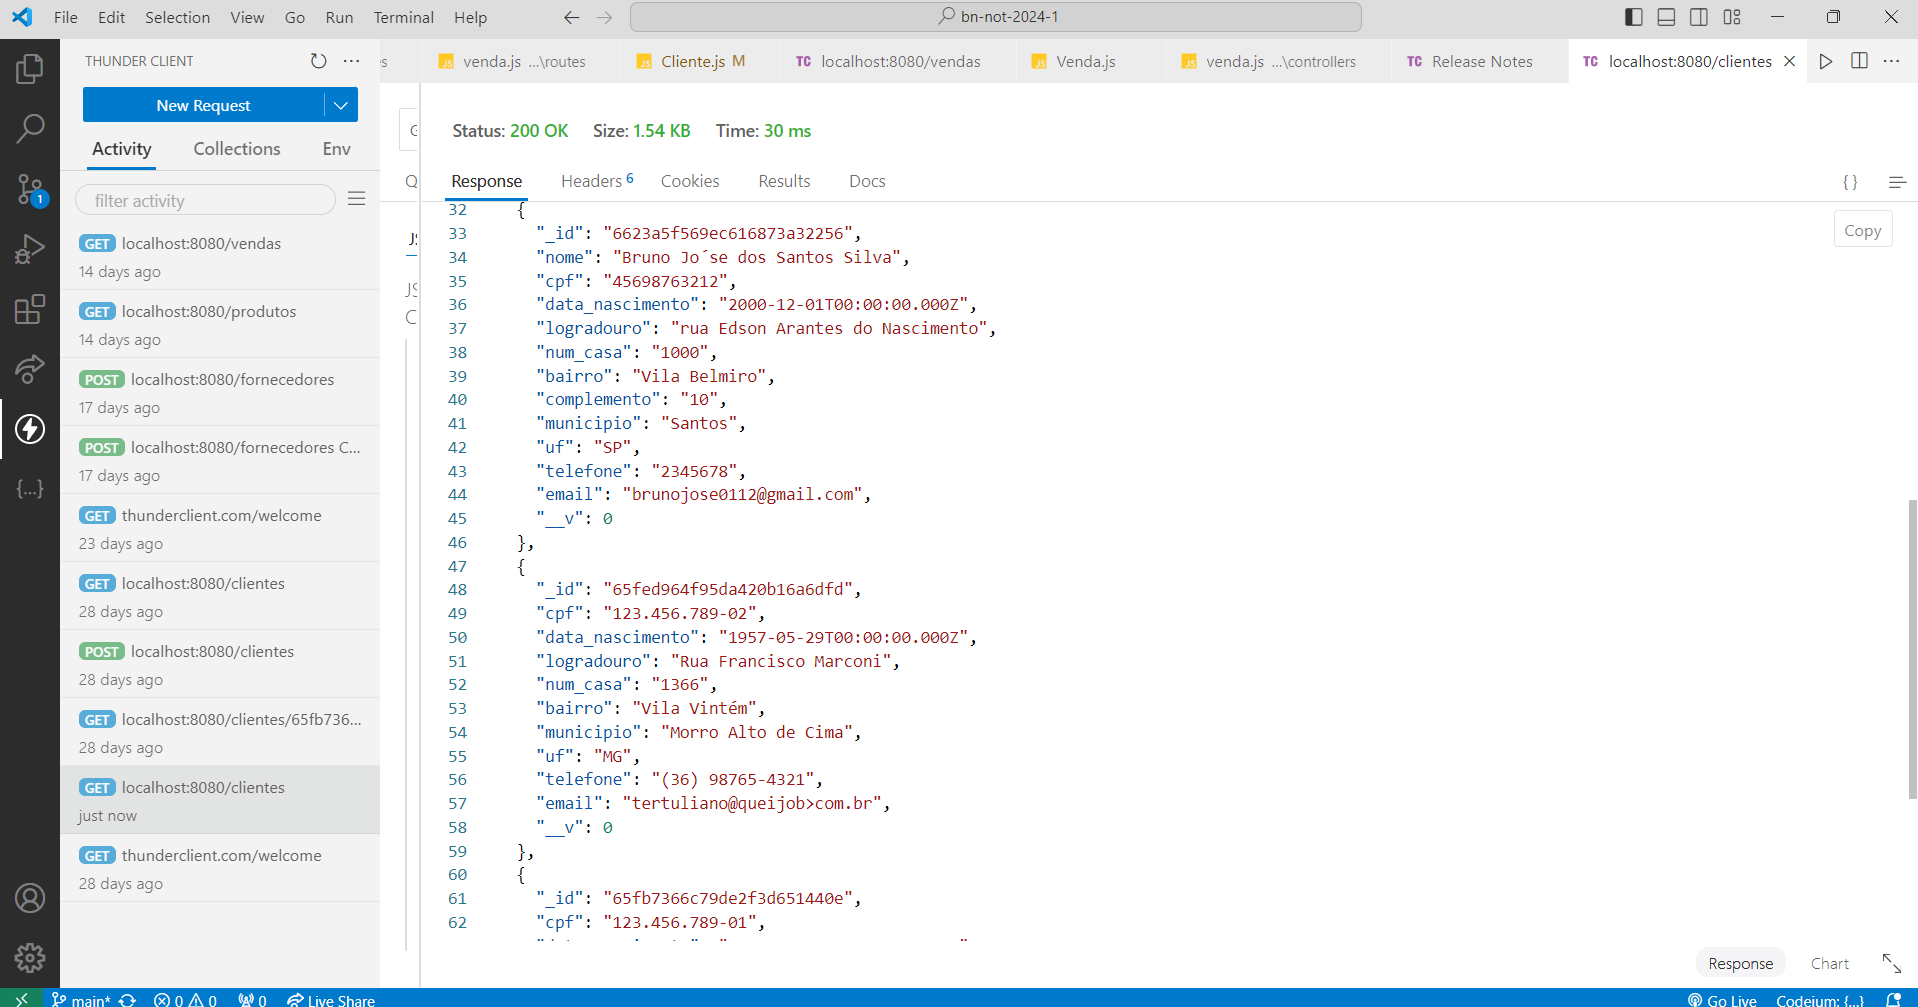 File Edit Selection View Go Run Terminal Help
bn-not-2024-1
THUNDER CLIENT
venda.js ...\routes
Cliente.js M
TC localhost:8080/vendas
Venda.js
venda.js ...\controllers
TC Release Notes
TC localhost:8080/clientes
New Request
Activity Collections Env
filter activity
GET localhost:8080/vendas
14 days ago
GET localhost:8080/produtos
14 days ago
POST localhost:8080/fornecedores
17 days ago
POST localhost:8080/fornecedores C...
17 days ago
GET thunderclient.com/welcome
23 days ago
GET localhost:8080/clientes
28 days ago
POST localhost:8080/clientes
28 days ago
GET localhost:8080/clientes/65fb736...
28 days ago
GET localhost:8080/clientes
just now
GET thunderclient.com/welcome
28 days ago
Status: 200 OK Size: 1.54 KB Time: 30 ms
Response Headers 6 Cookies Results Docs
{ }
Copy
32 {
33 "_id": "6623a5f569ec616873a32256",
34 "nome": "Bruno Jo´se dos Santos Silva",
35 "cpf": "45698763212",
36 "data_nascimento": "2000-12-01T00:00:00.000Z",
37 "logradouro": "rua Edson Arantes do Nascimento",
38 "num_casa": "1000",
39 "bairro": "Vila Belmiro",
40 "complemento": "10",
41 "municipio": "Santos",
42 "uf": "SP",
43 "telefone": "2345678",
44 "email": "brunojose0112@gmail.com",
45 "__v": 0
46 },
47 {
48 "_id": "65fed964f95da420b16a6dfd",
49 "cpf": "123.456.789-02",
50 "data_nascimento": "1957-05-29T00:00:00.000Z",
51 "logradouro": "Rua Francisco Marconi",
52 "num_casa": "1366",
53 "bairro": "Vila Vintém",
54 "municipio": "Morro Alto de Cima",
55 "uf": "MG",
56 "telefone": "(36) 98765-4321",
57 "email": "tertuliano@queijob>com.br",
58 "__v": 0
59 },
60 {
61 "_id": "65fb7366c79de2f3d651440e",
62 "cpf": "123.456.789-01",
Response Chart
main* 0 0 0 Live Share
Go Live Codeium: {...}